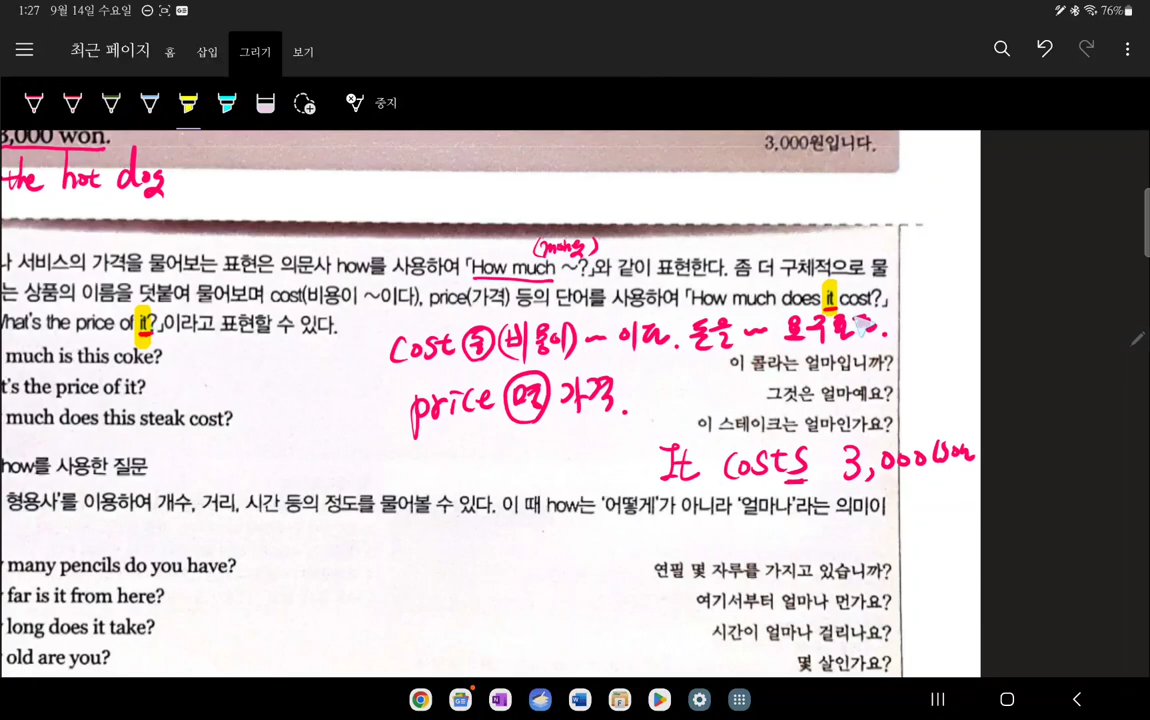 1:27 9월 14일 수요일 76%
최근 페이지 홈 삽입 그리기 보기
중지
3,000 won.
3,000원입니다.
the hot dog
(money)
나 서비스의 가격을 물어보는 표현은 의문사 how를 사용하여 「How much ~?」와 같이 표현한다. 좀 더 구체적으로 물
는 상품의 이름을 덧붙여 물어보며 cost(비용이 ~이다), price(가격) 등의 단어를 사용하여 「How much does it cost?」
hat's the price of it?」이라고 표현할 수 있다.
cost 동 (비용이) ~ 이다. 돈을 ~ 요구하다.
much is this coke?
이 콜라는 얼마입니까?
t's the price of it?
그것은 얼마예요?
price 명 가격.
much does this steak cost?
이 스테이크는 얼마인가요?
It costs 3,000 won
how를 사용한 질문
형용사'를 이용하여 개수, 거리, 시간 등의 정도를 물어볼 수 있다. 이 때 how는 '어떻게'가 아니라 '얼마나'라는 의미이
many pencils do you have?
연필 몇 자루를 가지고 있습니까?
far is it from here?
여기서부터 얼마나 먼가요?
long does it take?
시간이 얼마나 걸리나요?
old are you?
몇 살인가요?